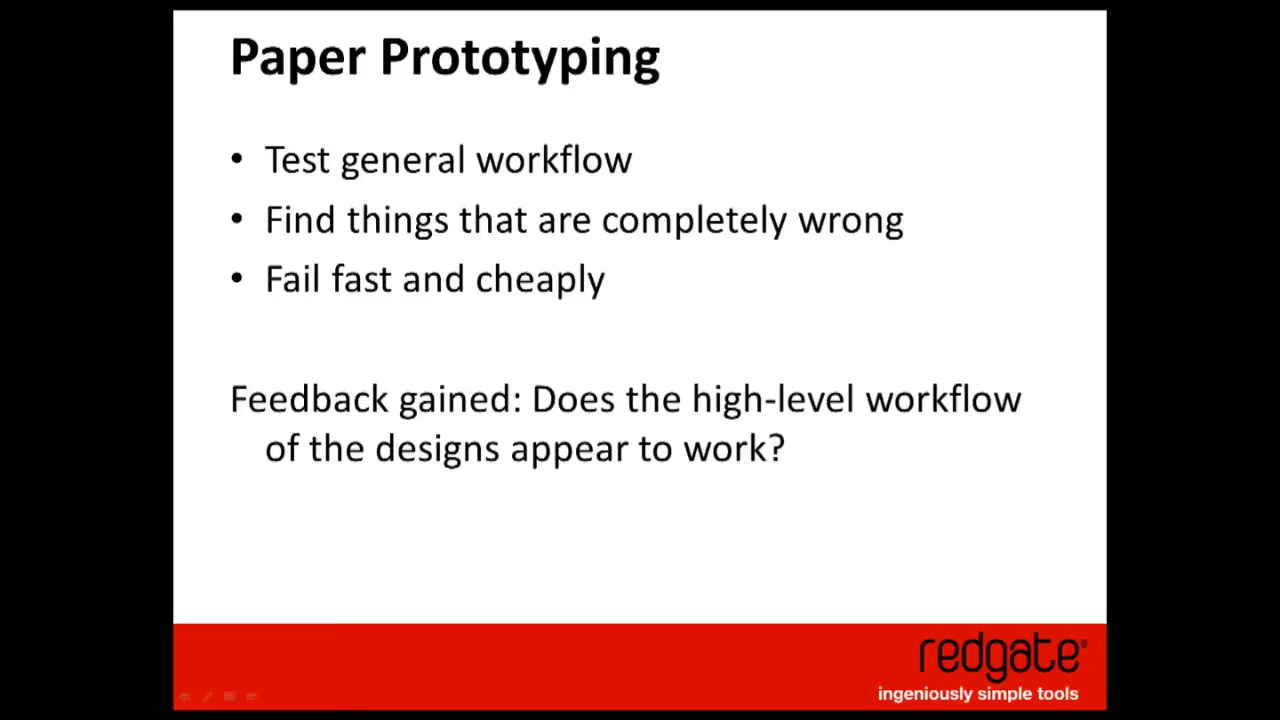 Paper Prototyping
• Test general workflow
• Find things that are completely wrong
• Fail fast and cheaply
Feedback gained: Does the high-level workflow
of the designs appear to work?
redgate®
ingeniously simple tools